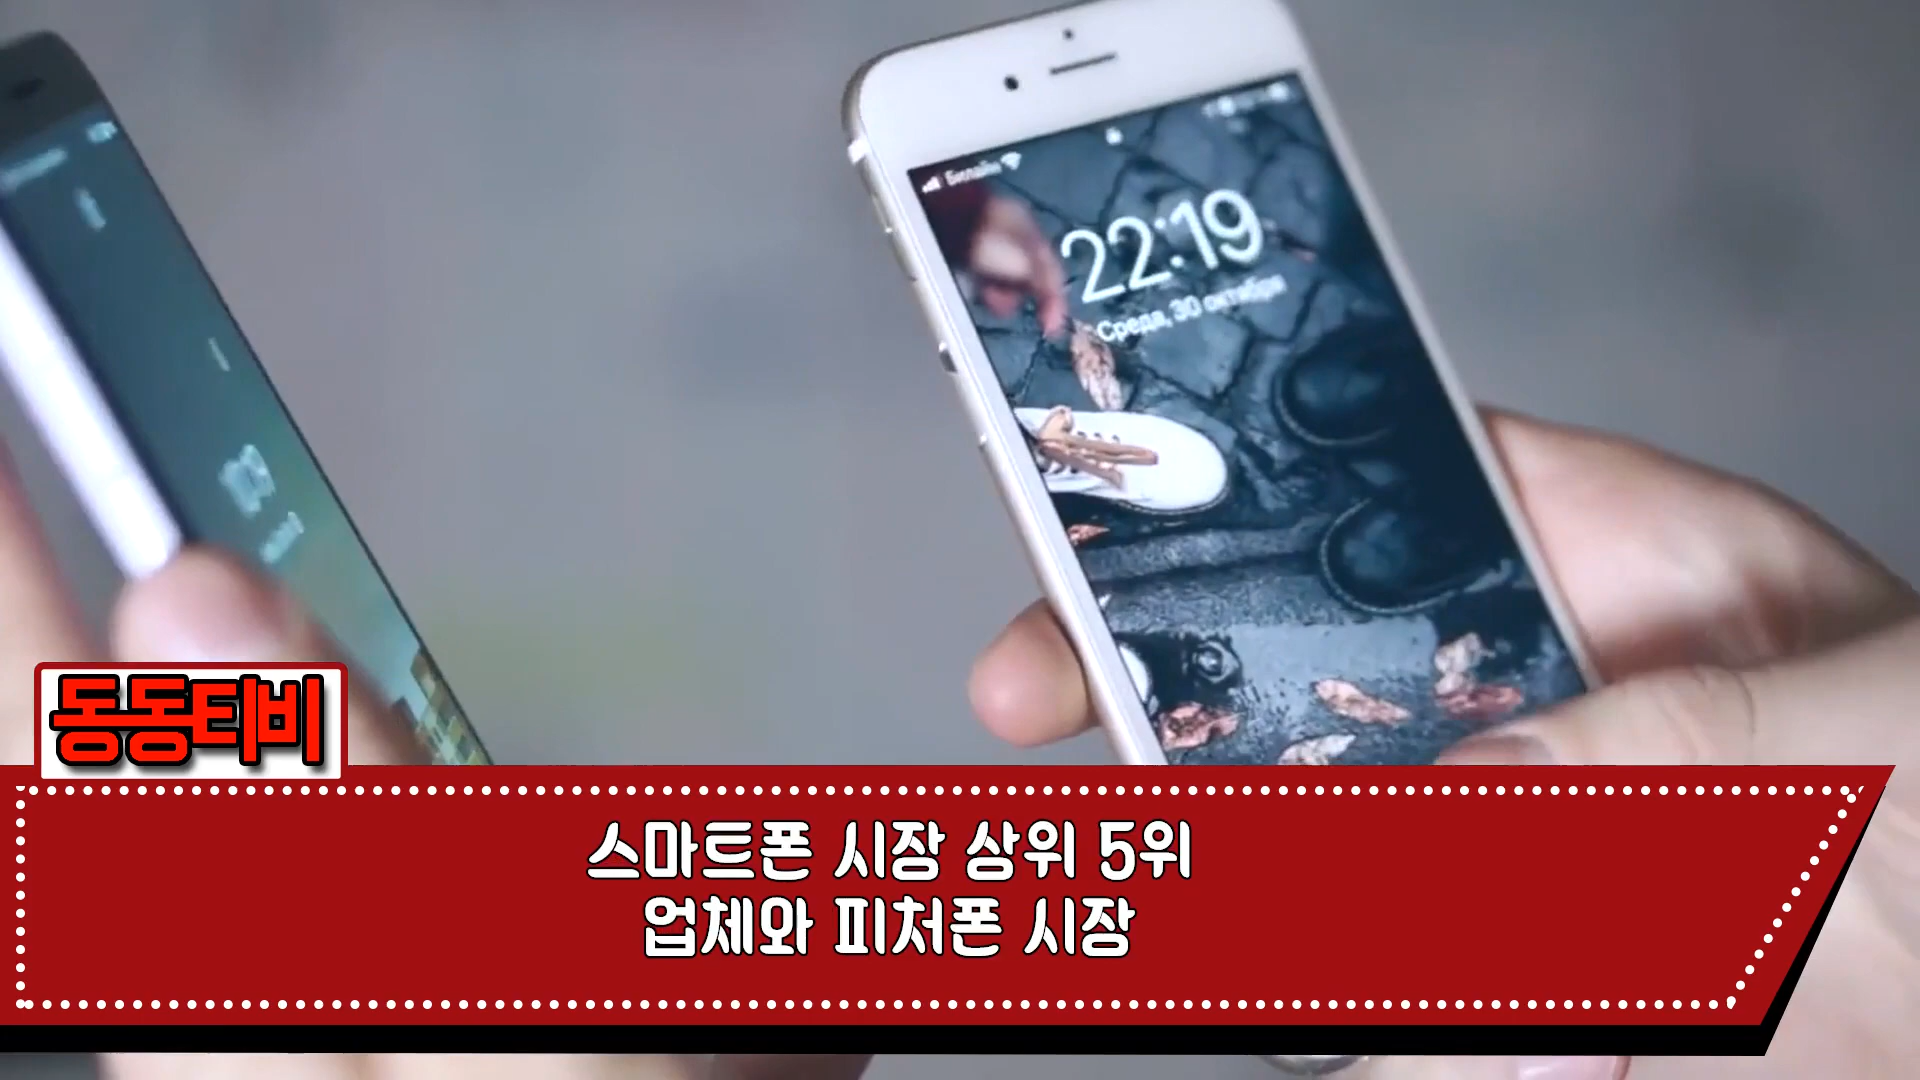 Билайн
22:19
Среда, 30 октября
동동티비
스마트폰 시장 상위 5위
업체와 피처폰 시장